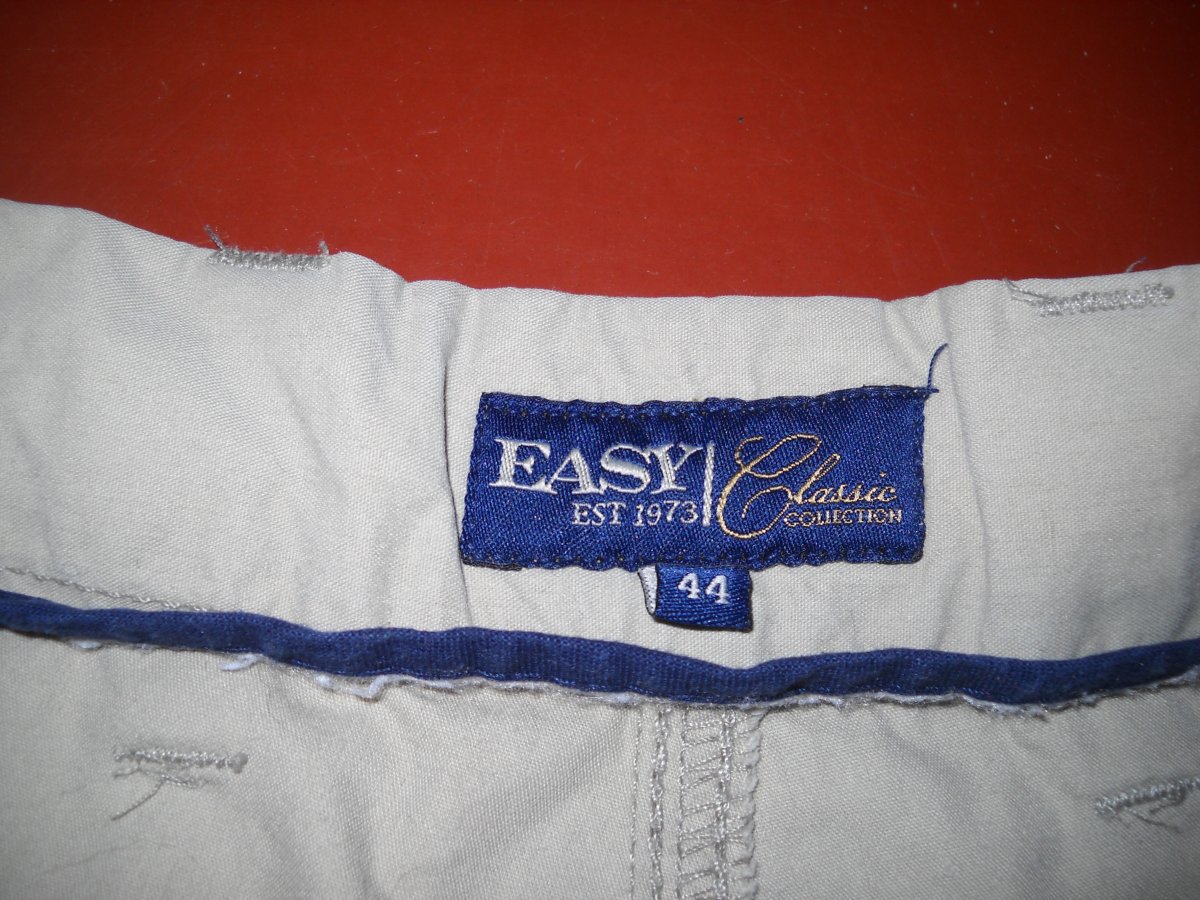 EASY
EST 1973
Classic
COLLECTION
44